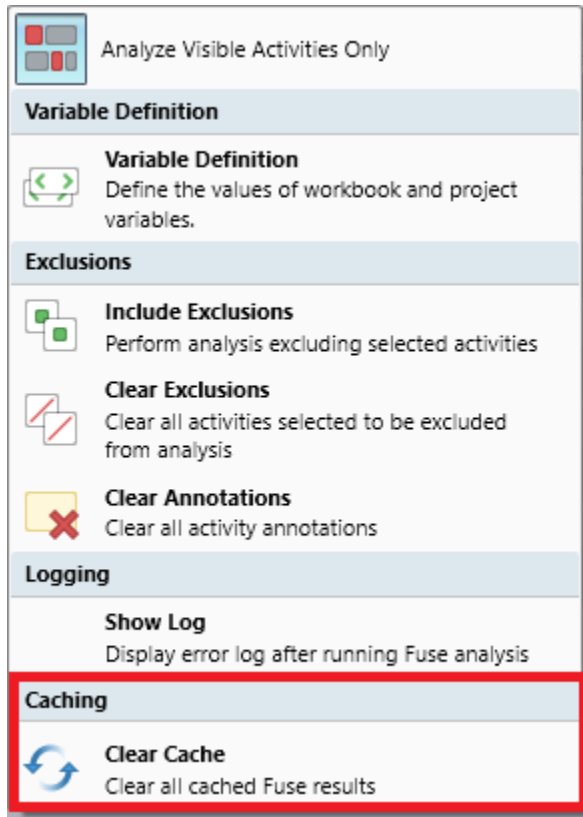 Analyze Visible Activities Only
Variable Definition
Variable Definition
Define the values of workbook and project
variables.
Exclusions
Include Exclusions
Perform analysis excluding selected activities
Clear Exclusions
Clear all activities selected to be excluded
from analysis
Clear Annotations
Clear all activity annotations
Logging
Show Log
Display error log after running Fuse analysis
Caching
Clear Cache
Clear all cached Fuse results